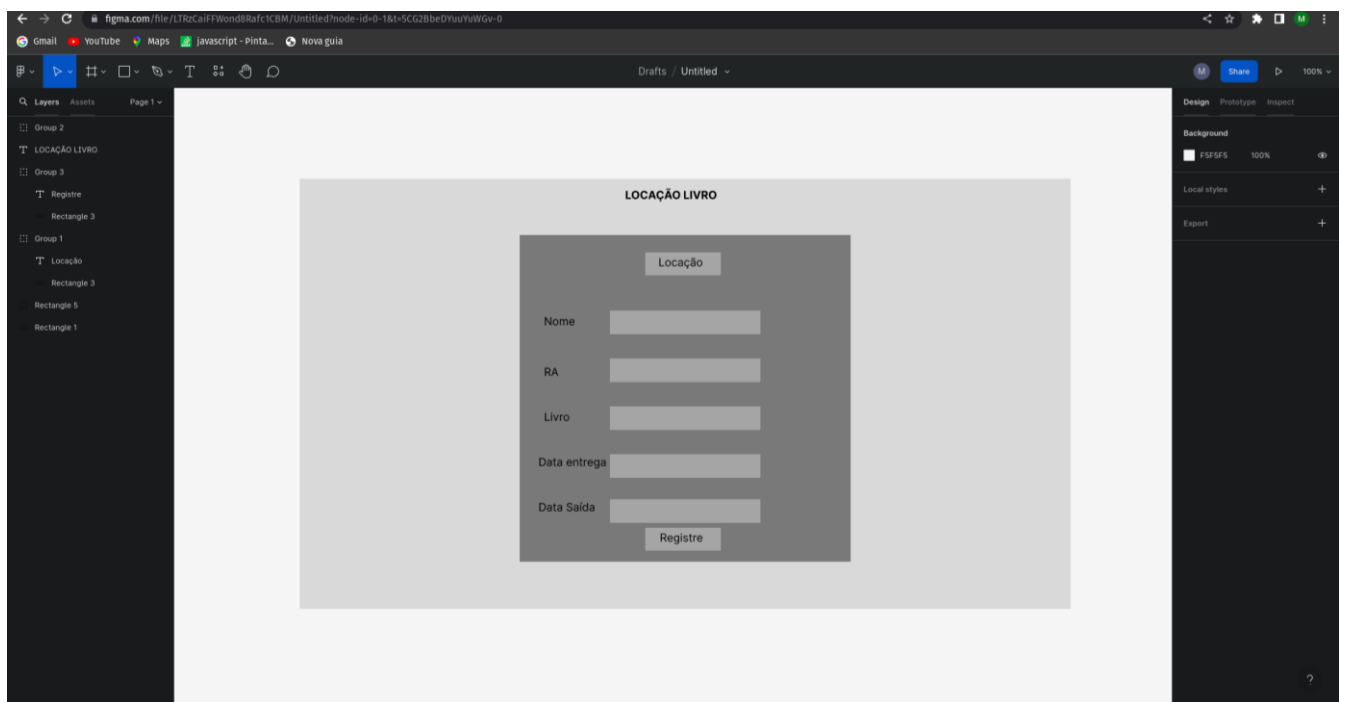 figma.com/file/LTRzCaiFFWond8Rafc1CBM/Untitled?node-id=0-1&t=5CG2BbeDYuuYuWGv-0
M
Gmail YouTube Maps javascript - Pinta... Nova guia
Drafts / Untitled
M Share 100%
Layers Assets Page 1
Group 2
LOCAÇÃO LIVRO
Group 3
Registre
Rectangle 3
Group 1
Locação
Rectangle 3
Rectangle 5
Rectangle 1
LOCAÇÃO LIVRO
Locação
Nome
RA
Livro
Data entrega
Data Saída
Registre
Design Prototype Inspect
Background
F5F5F5 100%
Local styles
Export
?